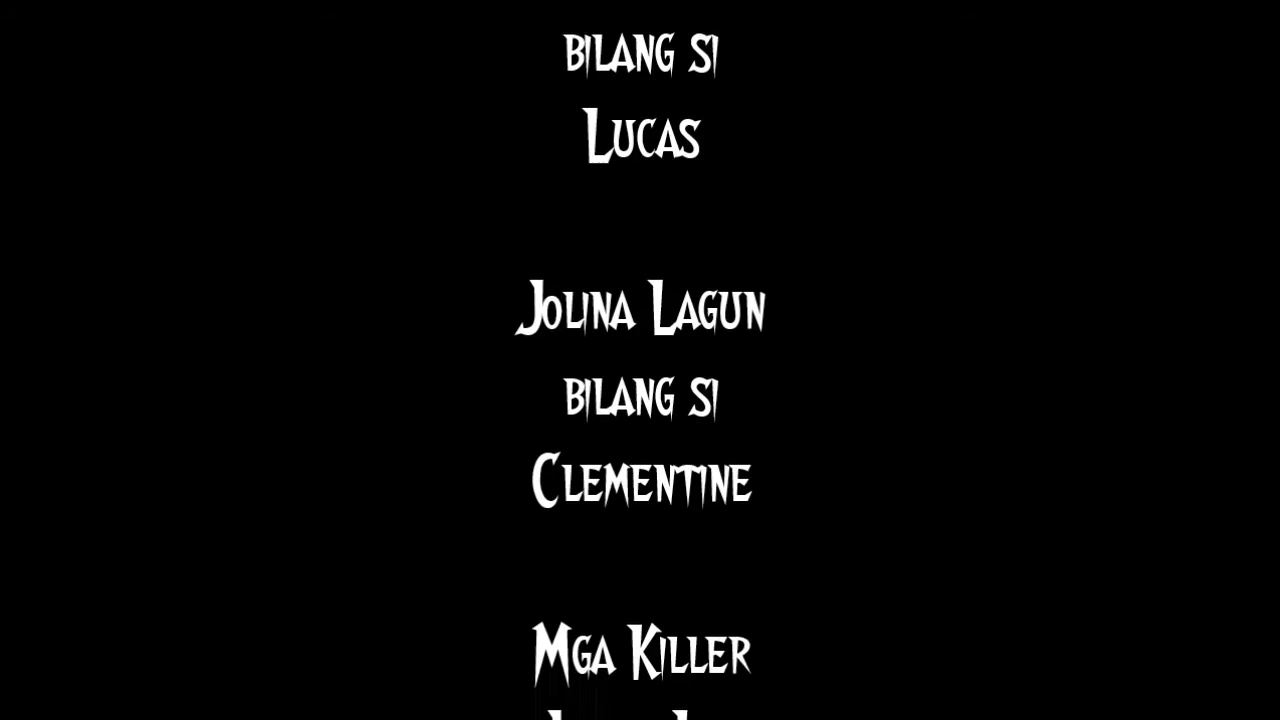 bilang si
Lucas
Jolina Lagun
bilang si
Clementine
Mga Killer